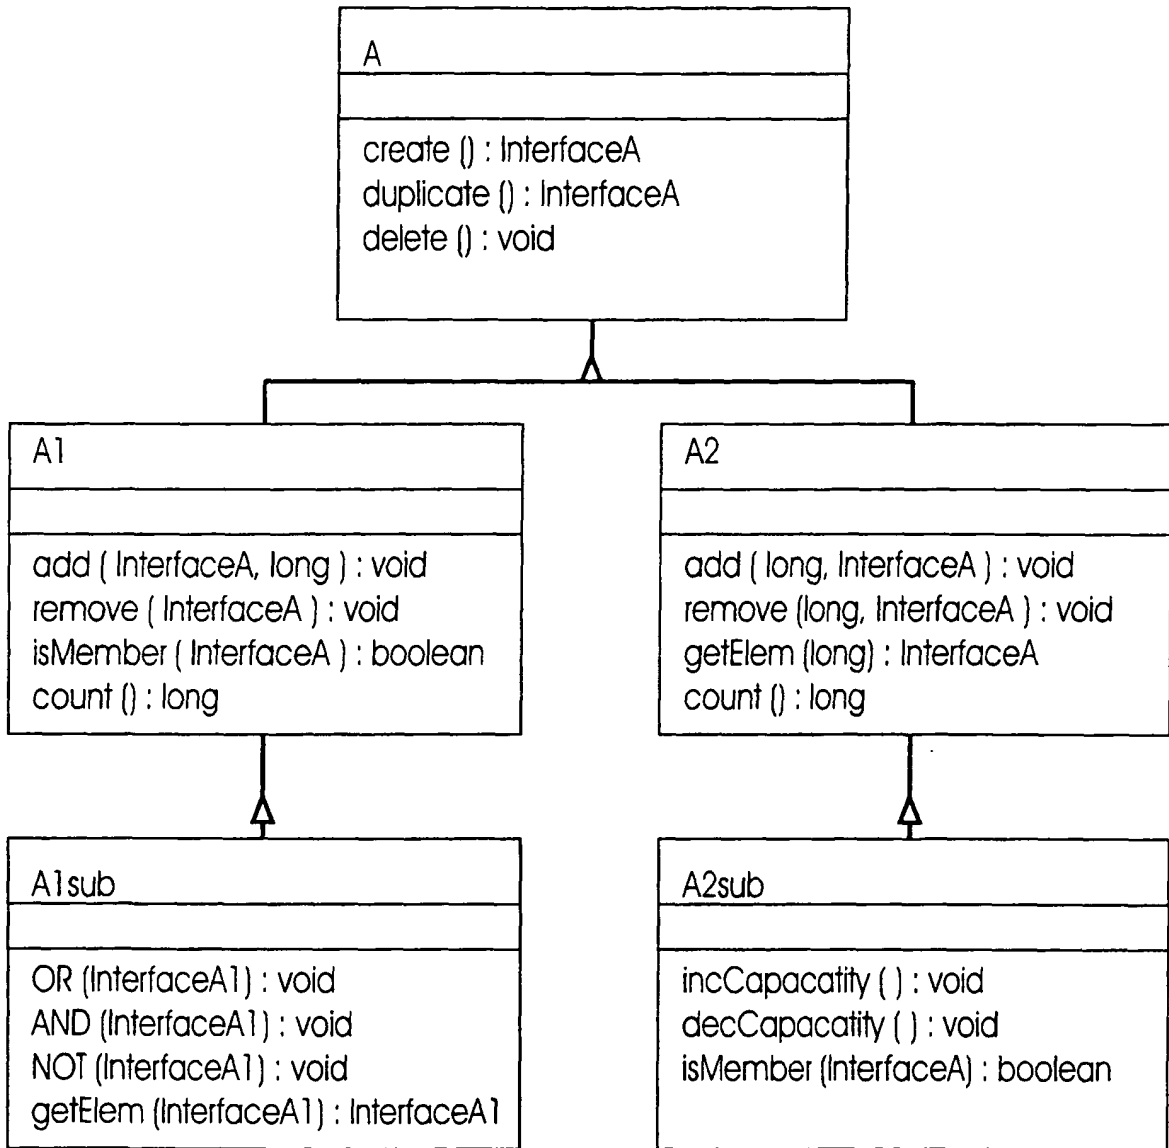 A
create () : InterfaceA
duplicate () : InterfaceA
delete () : void
A1
add ( InterfaceA, long ) : void
remove ( InterfaceA ) : void
isMember ( InterfaceA ) : boolean
count () : long
A2
add ( long, InterfaceA ) : void
remove (long, InterfaceA ) : void
getElem (long) : InterfaceA
count () : long
A1sub
OR (InterfaceA1) : void
AND (InterfaceA1) : void
NOT (InterfaceA1) : void
getElem (InterfaceA1) : InterfaceA1
A2sub
incCapacatity ( ) : void
decCapacatity ( ) : void
isMember (InterfaceA) : boolean